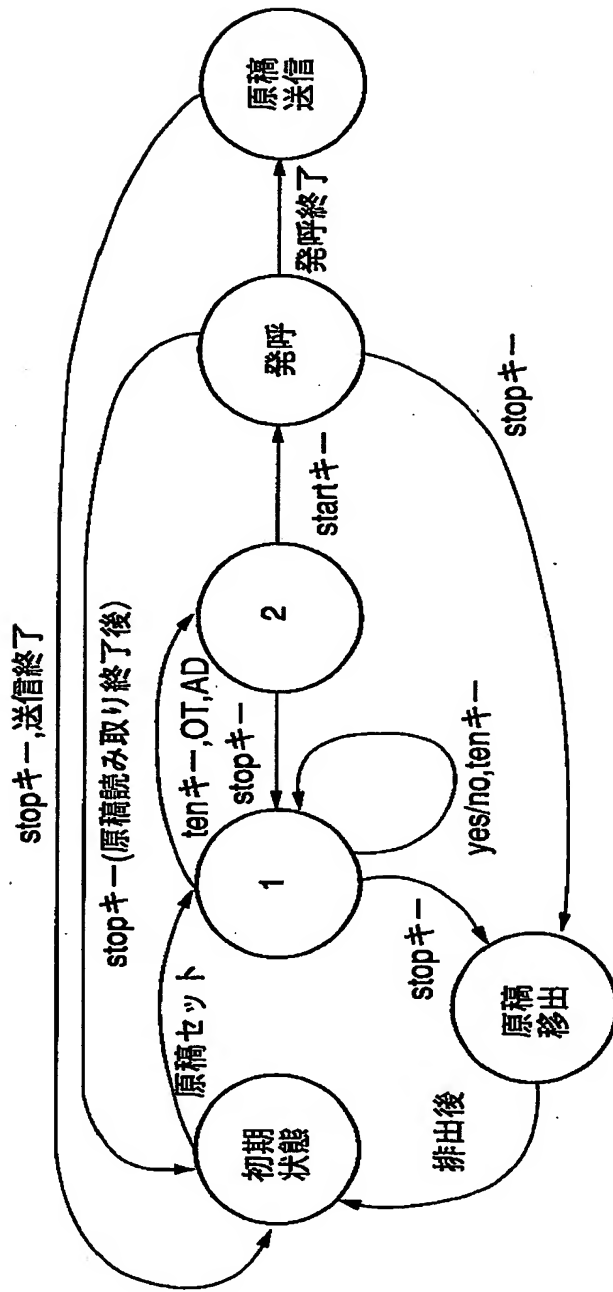 stopキー,送信終了
stopキー(原稿読み取り終了後)
原稿セット
tenキー,OT,AD
stopキー
初期
状態
1
2
startキー
発呼
発呼終了
原稿
送信
yes/no,tenキー
stopキー
stopキー
原稿
移出
排出後